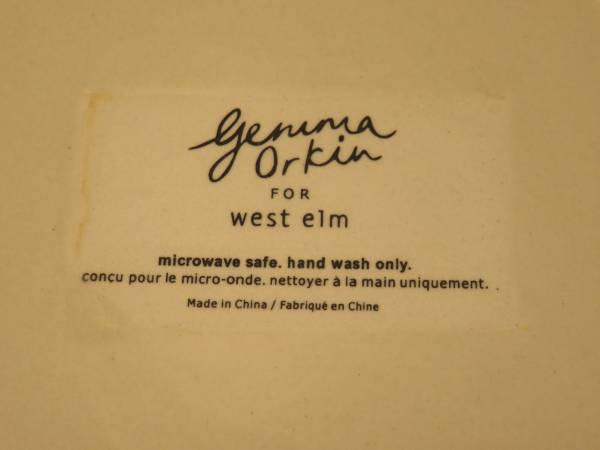 Gemma
Orkin
FOR
west elm
microwave safe. hand wash only.
concu pour le micro-onde. nettoyer à la main uniquement.
Made in China / Fabriqué en Chine